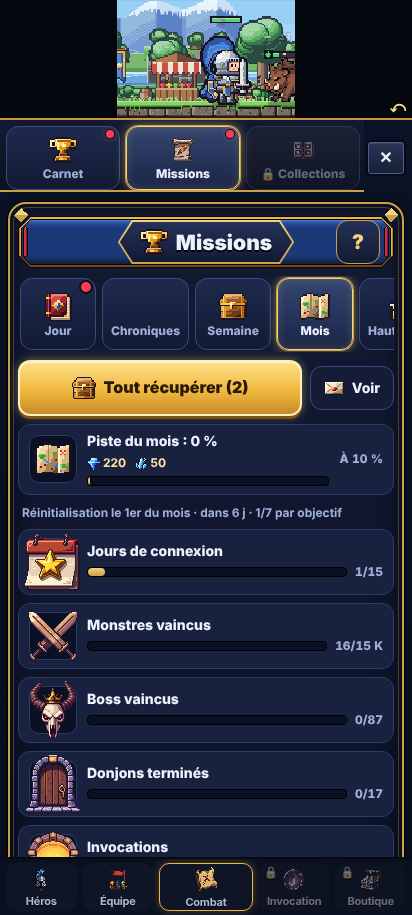 Carnet
Missions
Collections
×
Missions
?
Jour
Chroniques
Semaine
Mois
Tout récupérer (2)
Voir
Piste du mois : 0 %
220
50
À 10 %
Réinitialisation le 1er du mois · dans 6 j · 1/7 par objectif
Jours de connexion
1/15
Monstres vaincus
16/15 K
Boss vaincus
0/87
Donjons terminés
0/17
Invocations
Héros
Équipe
Combat
Invocation
Boutique